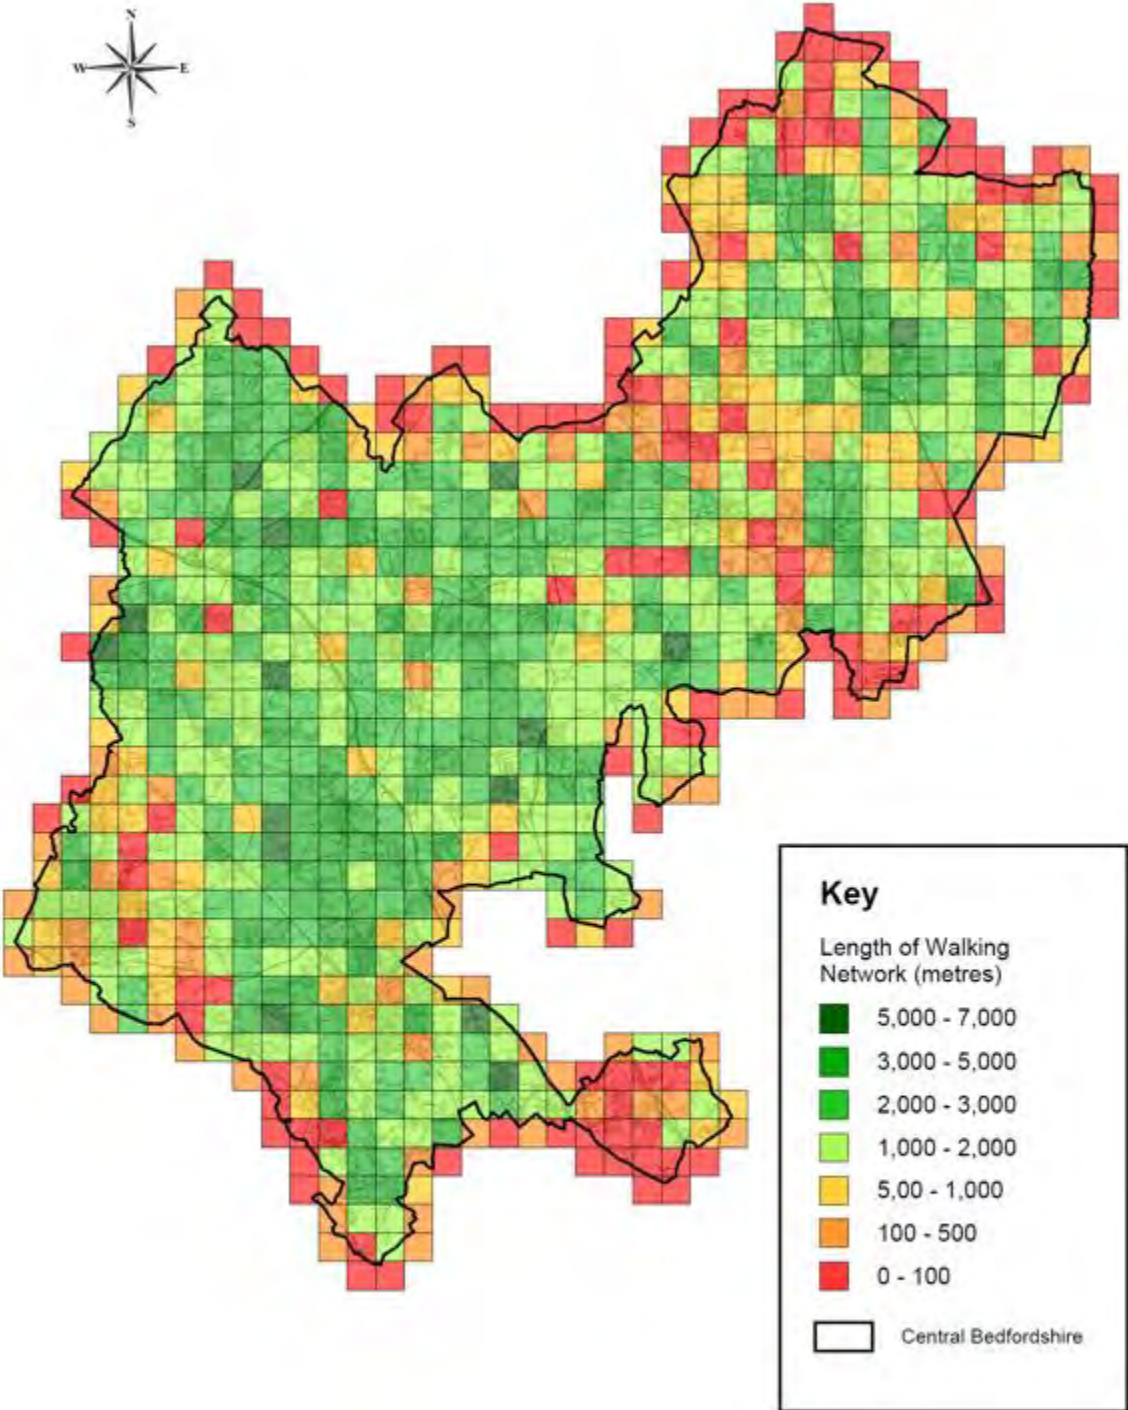 N
W E
S
Key
Length of Walking
Network (metres)
5,000 - 7,000
3,000 - 5,000
2,000 - 3,000
1,000 - 2,000
5,00 - 1,000
100 - 500
0 - 100
Central Bedfordshire